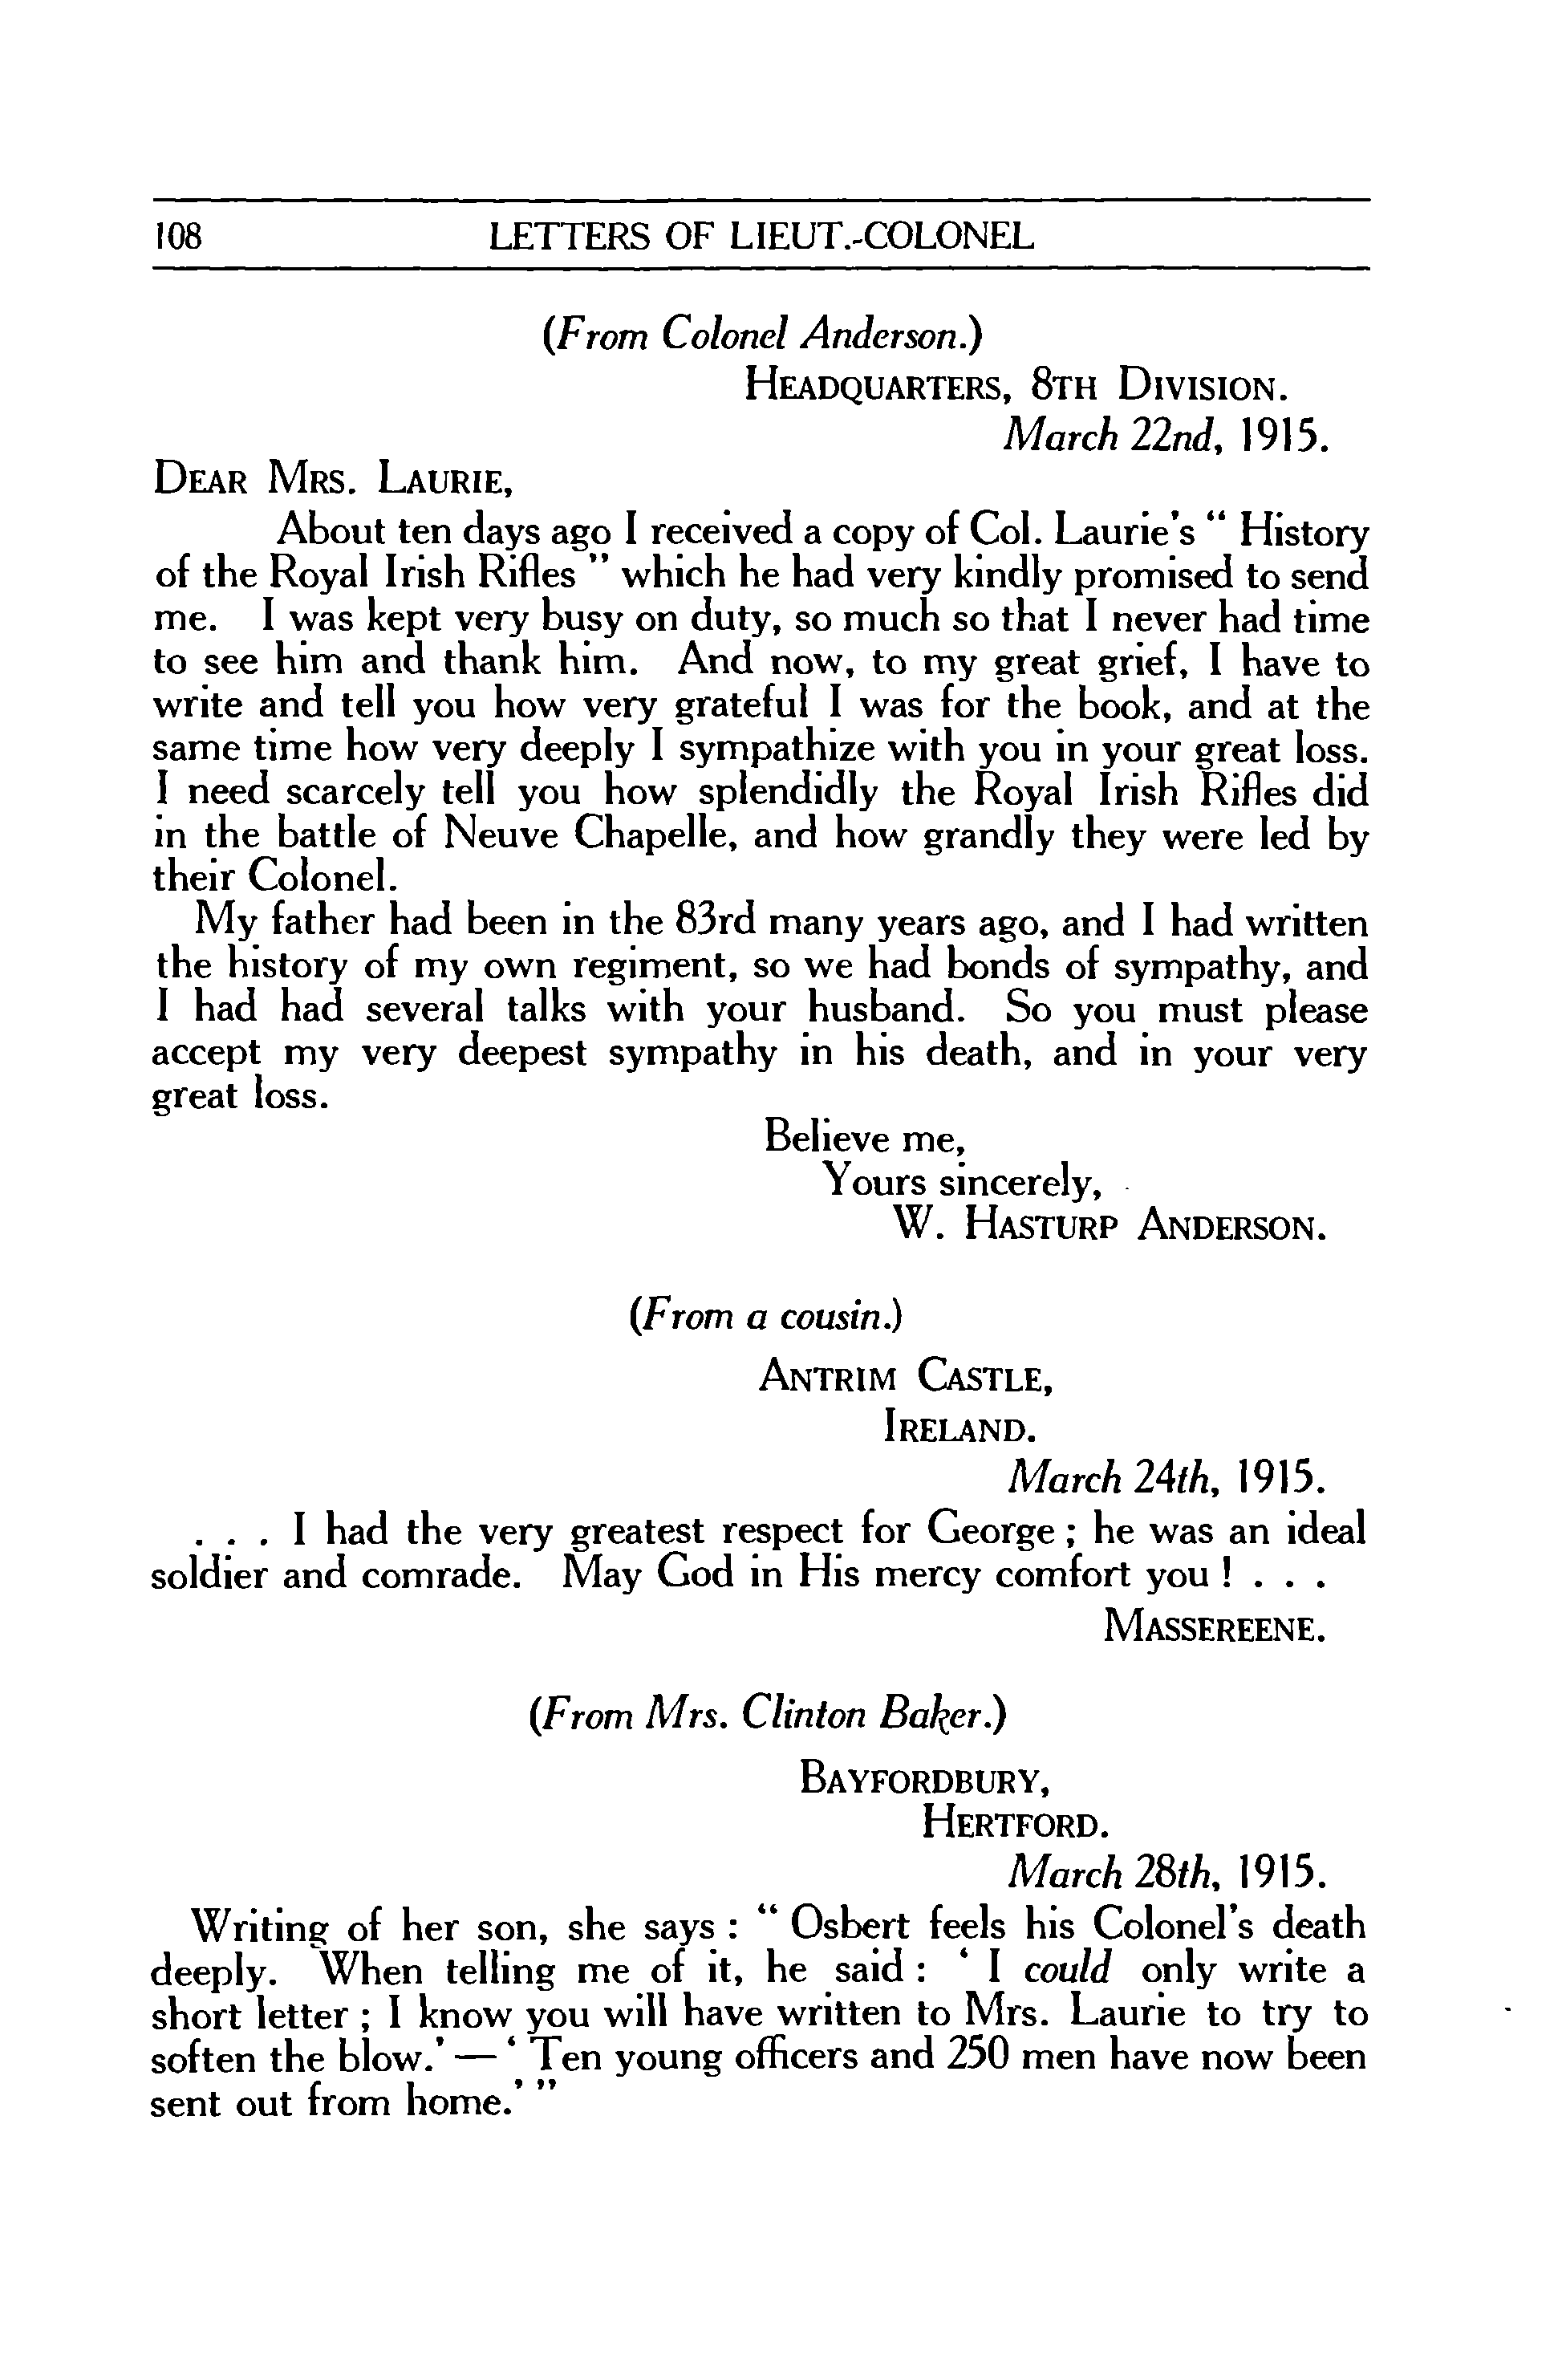 108 LETTERS OF LIEUT.-COLONEL
(From Colonel Anderson.)
HEADQUARTERS, 8TH DIVISION.
March 22nd, 1915.
DEAR MRS. LAURIE,
About ten days ago I received a copy of Col. Laurie's " History
of the Royal Irish Rifles " which he had very kindly promised to send
me. I was kept very busy on duty, so much so that I never had time
to see him and thank him. And now, to my great grief, I have to
write and tell you how very grateful I was for the book, and at the
same time how very deeply I sympathize with you in your great loss.
I need scarcely tell you how splendidly the Royal Irish Rifles did
in the battle of Neuve Chapelle, and how grandly they were led by
their Colonel.
My father had been in the 83rd many years ago, and I had written
the history of my own regiment, so we had bonds of sympathy, and
I had had several talks with your husband. So you must please
accept my very deepest sympathy in his death, and in your very
great loss.
Believe me,
Yours sincerely,
W. HASTURP ANDERSON.
(From a cousin.)
ANTRIM CASTLE,
IRELAND.
March 24th, 1915.
. . . I had the very greatest respect for George ; he was an ideal
soldier and comrade. May God in His mercy comfort you ! . . .
MASSEREENE.
(From Mrs. Clinton Baker.)
BAYFORDBURY,
HERTFORD.
March 28th, 1915.
Writing of her son, she says : " Osbert feels his Colonel's death
deeply. When telling me of it, he said : ' I could only write a
short letter ; I know you will have written to Mrs. Laurie to try to
soften the blow.' — ' Ten young officers and 250 men have now been
sent out from home.' "